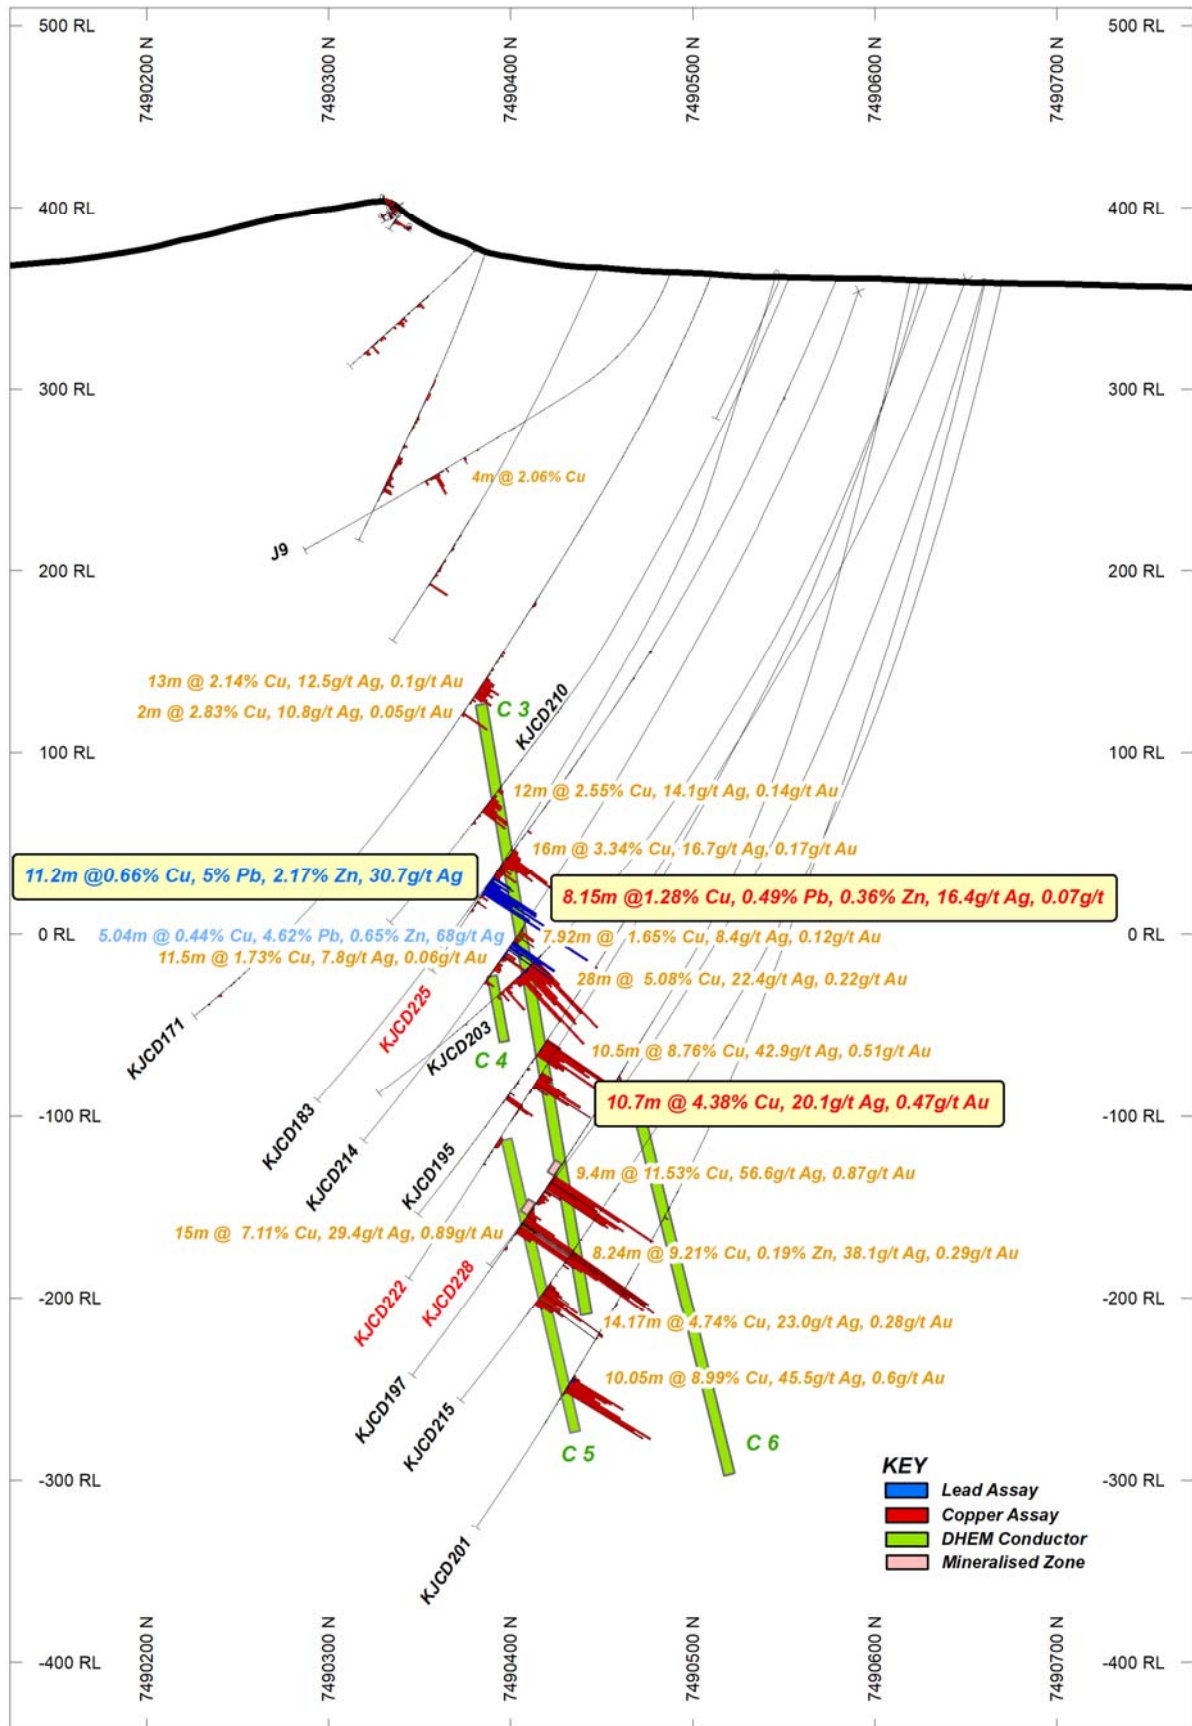 500 RL
500 RL
7490200 N
7490300 N
7490400 N
7490500 N
7490600 N
7490700 N
400 RL
400 RL
300 RL
300 RL
4m @ 2.06% Cu
J9
200 RL
200 RL
13m @ 2.14% Cu, 12.5g/t Ag, 0.1g/t Au
C 3
KJCD210
2m @ 2.83% Cu, 10.8g/t Ag, 0.05g/t Au
100 RL
100 RL
12m @ 2.55% Cu, 14.1g/t Ag, 0.14g/t Au
16m @ 3.34% Cu, 16.7g/t Ag, 0.17g/t Au
11.2m @0.66% Cu, 5% Pb, 2.17% Zn, 30.7g/t Ag
8.15m @1.28% Cu, 0.49% Pb, 0.36% Zn, 16.4g/t Ag, 0.07g/t
0 RL
5.04m @ 0.44% Cu, 4.62% Pb, 0.65% Zn, 68g/t Ag
7.92m @ 1.65% Cu, 8.4g/t Ag, 0.12g/t Au
0 RL
11.5m @ 1.73% Cu, 7.8g/t Ag, 0.06g/t Au
28m @ 5.08% Cu, 22.4g/t Ag, 0.22g/t Au
KJCD171
KJCD225
KJCD203
C 4
10.5m @ 8.76% Cu, 42.9g/t Ag, 0.51g/t Au
10.7m @ 4.38% Cu, 20.1g/t Ag, 0.47g/t Au
-100 RL
-100 RL
KJCD183
KJCD214
KJCD195
9.4m @ 11.53% Cu, 56.6g/t Ag, 0.87g/t Au
15m @ 7.11% Cu, 29.4g/t Ag, 0.89g/t Au
8.24m @ 9.21% Cu, 0.19% Zn, 38.1g/t Ag, 0.29g/t Au
KJCD222
KJCD228
-200 RL
-200 RL
14.17m @ 4.74% Cu, 23.0g/t Ag, 0.28g/t Au
10.05m @ 8.99% Cu, 45.5g/t Ag, 0.6g/t Au
KJCD197
KJCD215
C 5
C 6
-300 RL
-300 RL
KJCD201
KEY
Lead Assay
Copper Assay
DHEM Conductor
Mineralised Zone
7490200 N
7490300 N
7490400 N
7490500 N
7490600 N
7490700 N
-400 RL
-400 RL